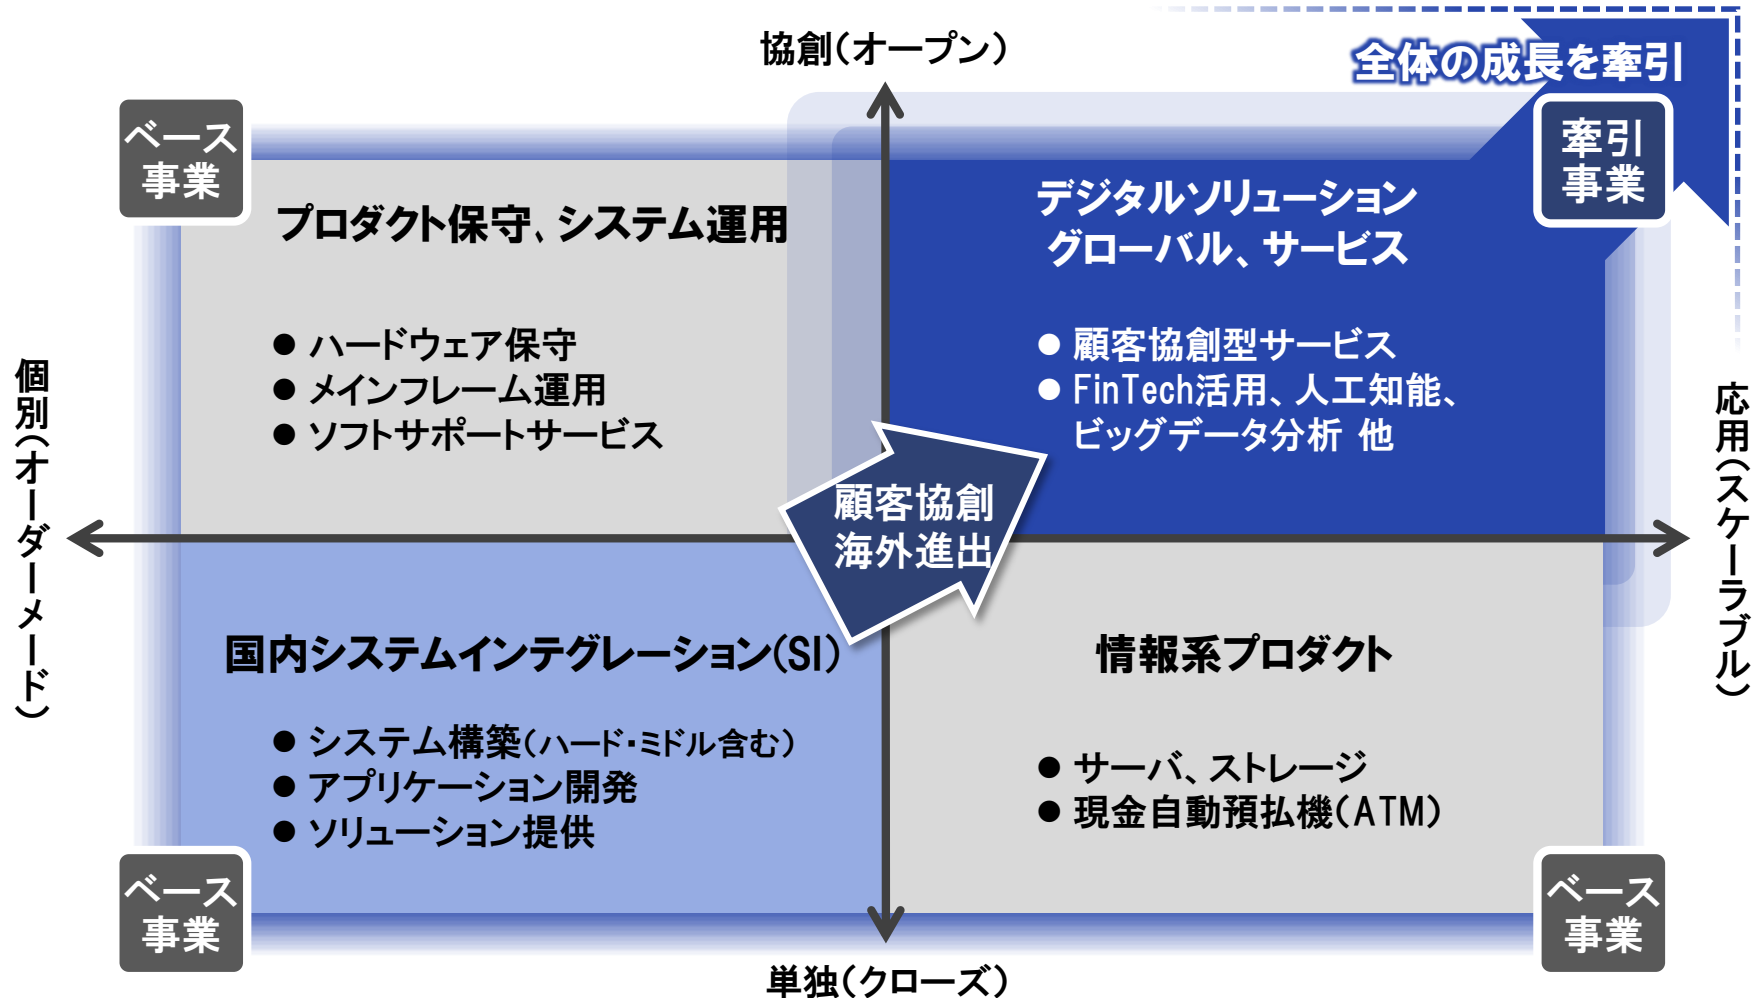 協創（オープン）
全体の成長を牽引
ベース
事業
牽引
事業
プロダクト保守、システム運用
● ハードウェア保守
● メインフレーム運用
● ソフトサポートサービス
デジタルソリューション
グローバル、サービス
● 顧客協創型サービス
● FinTech活用、人工知能、
ビッグデータ分析 他
個別（オーダーメード）
応用（スケーラブル）
顧客協創
海外進出
国内システムインテグレーション(SI)
● システム構築（ハード・ミドル含む）
● アプリケーション開発
● ソリューション提供
情報系プロダクト
● サーバ、ストレージ
● 現金自動預払機（ATM）
ベース
事業
ベース
事業
単独（クローズ）